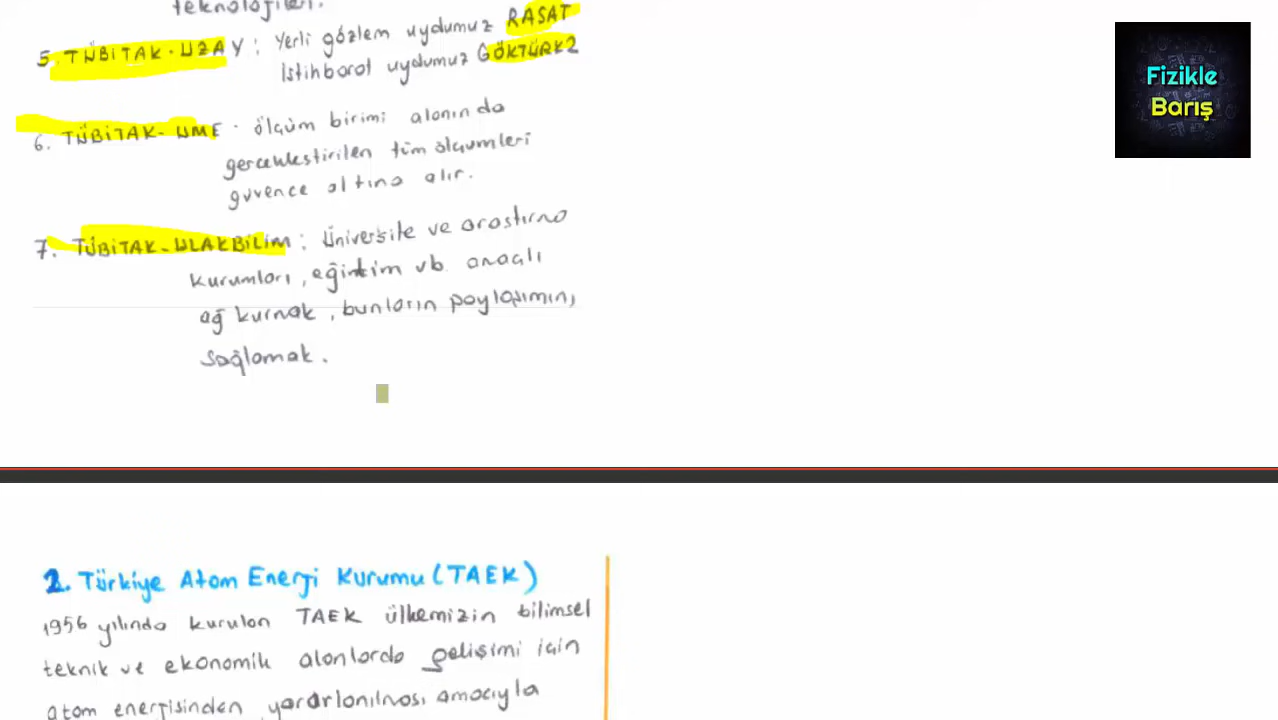 teknolojileri.
5. TÜBİTAK-UZAY : Yerli gözlem uydumuz RASAT
İstihbarat uydumuz GÖKTÜRK2
6. TÜBİTAK-UME : ölçüm birimi alanında
gerçekleştirilen tüm ölçümleri
güvence altına alır.
7. TÜBİTAK-ULAKBİLİM : Üniversite ve araştırma
kurumları, eğitim vb amaçlı
ağ kurmak, bunların paylaşımını
sağlamak.
2. Türkiye Atom Enerji Kurumu (TAEK)
1956 yılında kurulan TAEK ülkemizin bilimsel
teknik ve ekonomik alanlarda gelişimi için
atom enerjisinden yararlanılması amacıyla
Fizikle
Barış